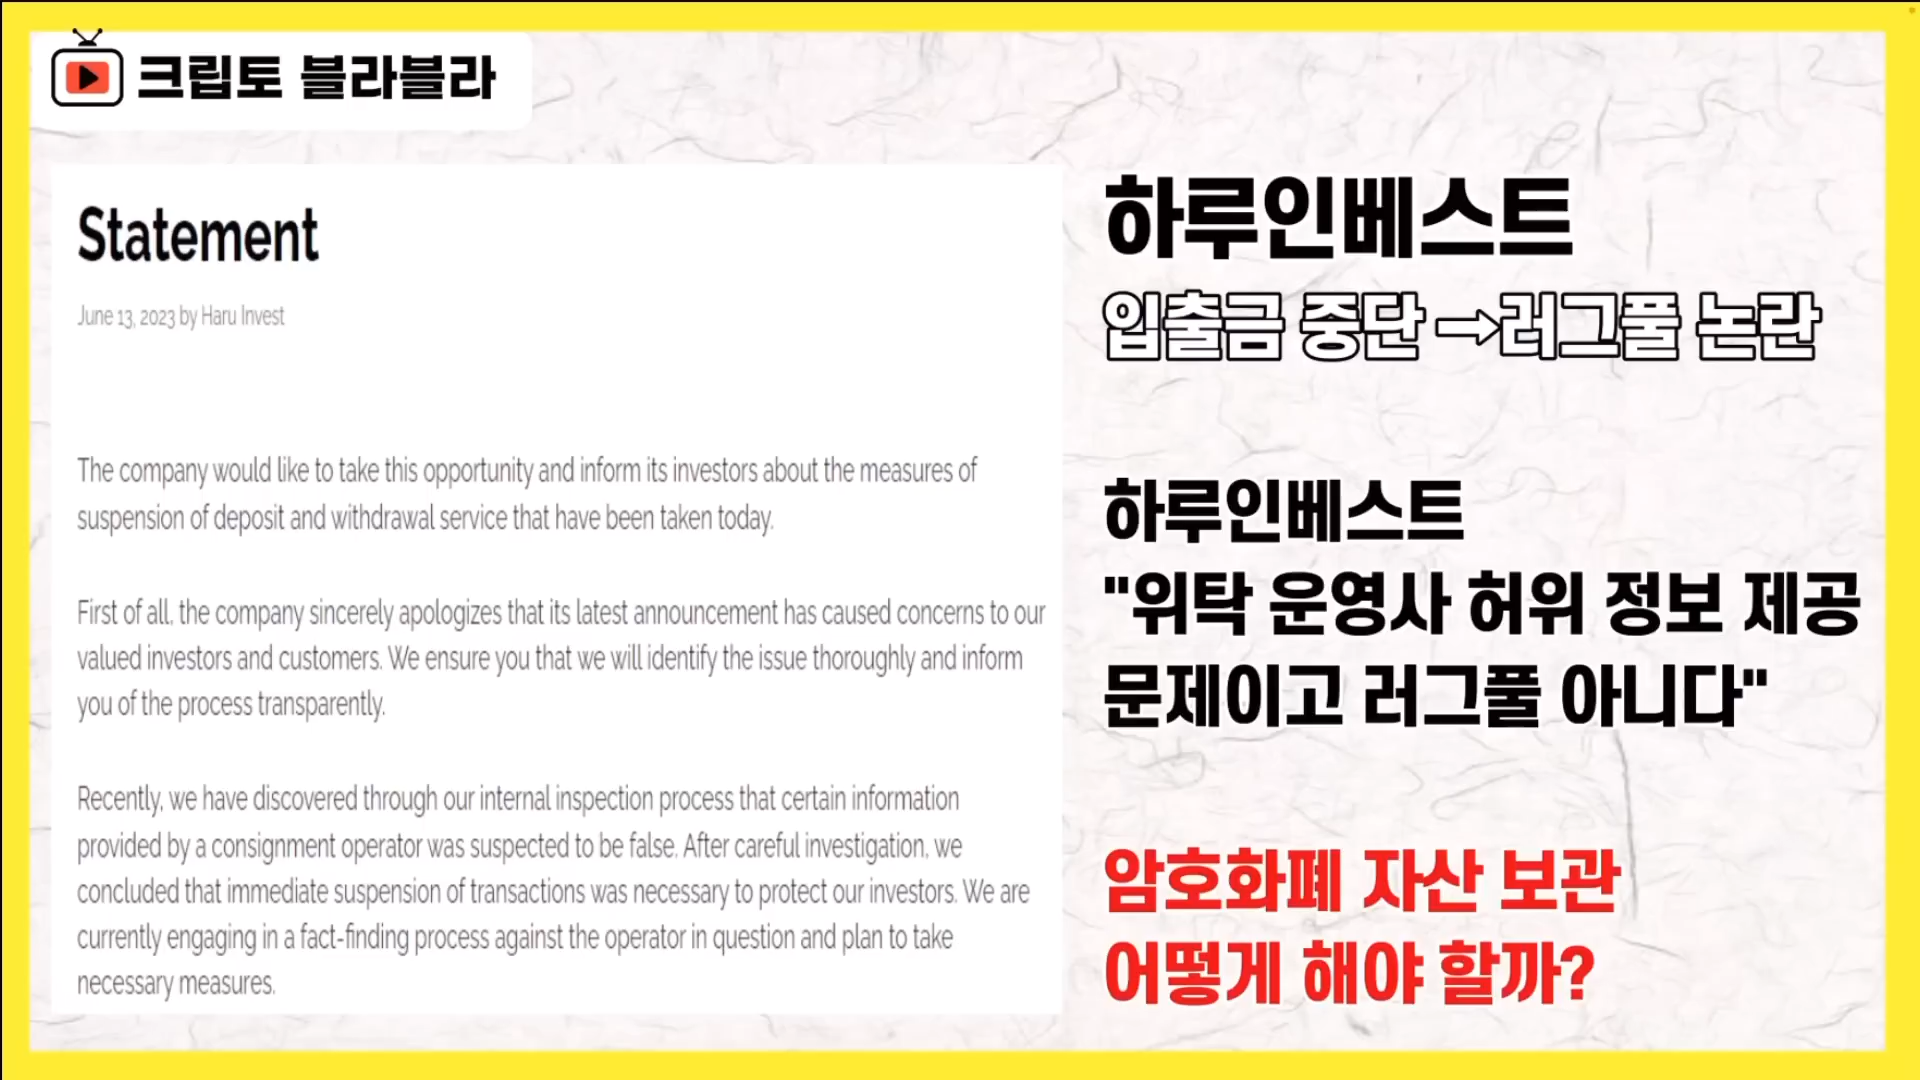 크립토 블라블라
Statement
June 13, 2023 by Haru Invest
The company would like to take this opportunity and inform its investors about the measures of
suspension of deposit and withdrawal service that have been taken today.
First of all, the company sincerely apologizes that its latest announcement has caused concerns to our
valued investors and customers. We ensure you that we will identify the issue thoroughly and inform
you of the process transparently.
Recently, we have discovered through our internal inspection process that certain information
provided by a consignment operator was suspected to be false. After careful investigation, we
concluded that immediate suspension of transactions was necessary to protect our investors. We are
currently engaging in a fact-finding process against the operator in question and plan to take
necessary measures.
하루인베스트
입출금 중단 →러그풀 논란
하루인베스트
"위탁 운영사 허위 정보 제공
문제이고 러그풀 아니다"
암호화폐 자산 보관
어떻게 해야 할까?